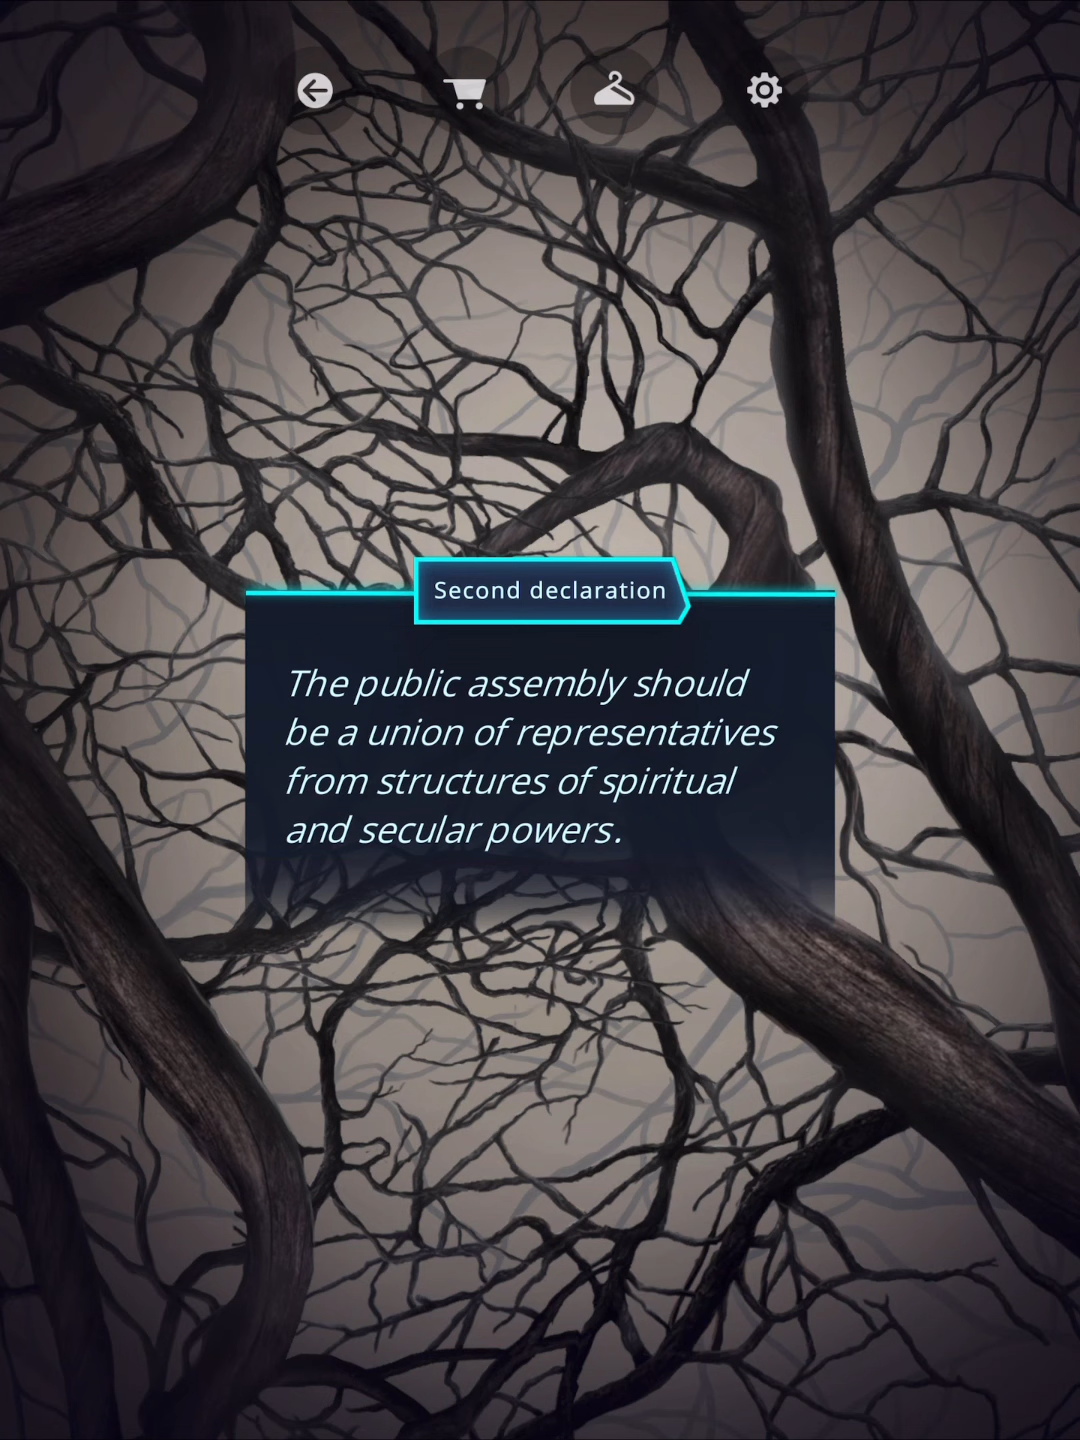 Second declaration
The public assembly should
be a union of representatives
from structures of spiritual
and secular powers.